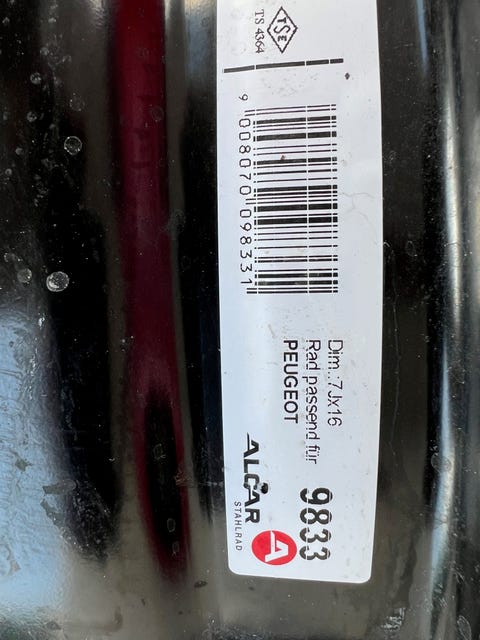 TSE
TS 4364
9 008070 098331
Dim.:7Jx16
Rad passend für
PEUGEOT
9833
ALCAR
STAHLRAD